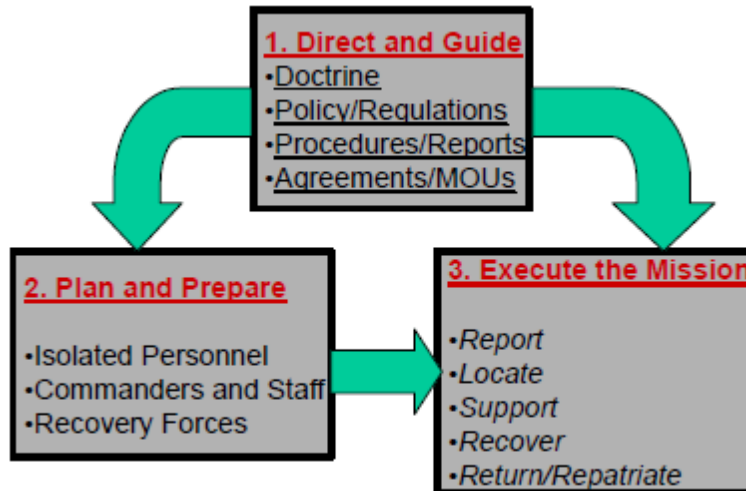 1. Direct and Guide
•Doctrine
•Policy/Regulations
•Procedures/Reports
•Agreements/MOUs
2. Plan and Prepare
•Isolated Personnel
•Commanders and Staff
•Recovery Forces
3. Execute the Mission
•Report
•Locate
•Support
•Recover
•Return/Repatriate